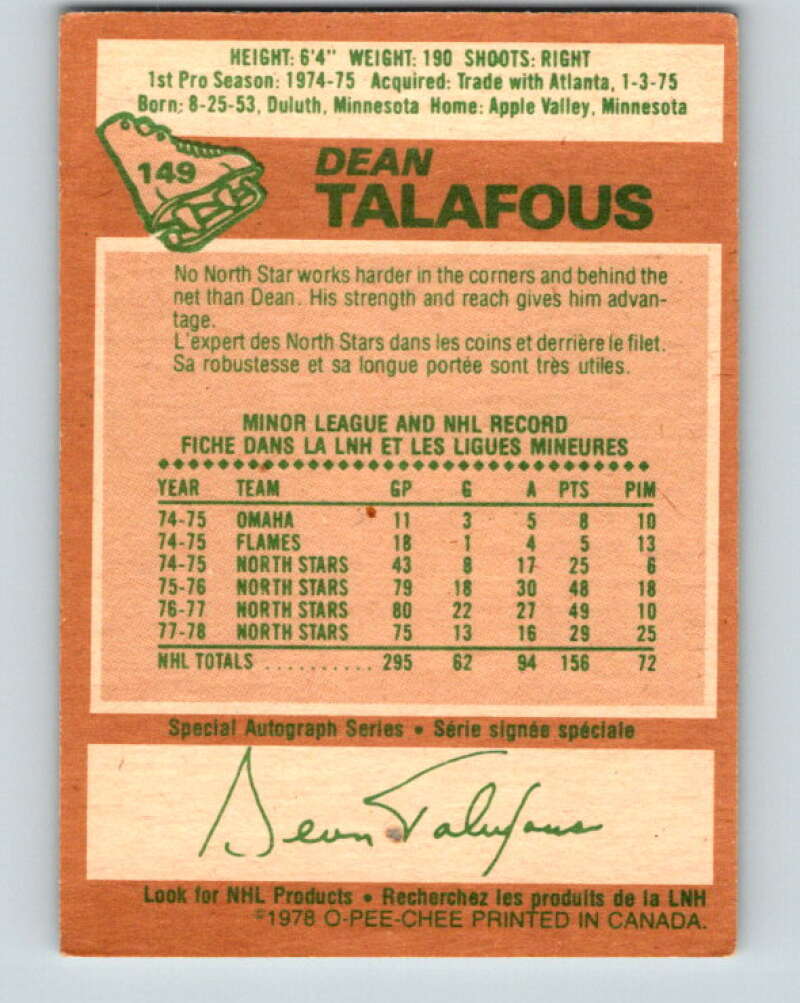 HEIGHT: 6'4" WEIGHT: 190 SHOOTS: RIGHT
1st Pro Season: 1974-75 Acquired: Trade with Atlanta, 1-3-75
Born: 8-25-53, Duluth, Minnesota Home: Apple Valley, Minnesota
149
DEAN
TALAFOUS
No North Star works harder in the corners and behind the
net than Dean. His strength and reach gives him advan-
tage.
L'expert des North Stars dans les coins et derrière le filet.
Sa robustesse et sa longue portée sont très utiles.
MINOR LEAGUE AND NHL RECORD
FICHE DANS LA LNH ET LES LIGUES MINEURES
YEAR TEAM GP G A PTS PIM
74-75 OMAHA 11 3 5 8 10
74-75 FLAMES 18 1 4 5 13
74-75 NORTH STARS 43 8 17 25 6
75-76 NORTH STARS 79 18 30 48 18
76-77 NORTH STARS 80 22 27 49 10
77-78 NORTH STARS 75 13 16 29 25
NHL TOTALS .......... 295 62 94 156 72
Special Autograph Series • Série signée spéciale
Dean Talafous
Look for NHL Products • Recherchez les produits de la LNH
©1978 O-PEE-CHEE PRINTED IN CANADA.